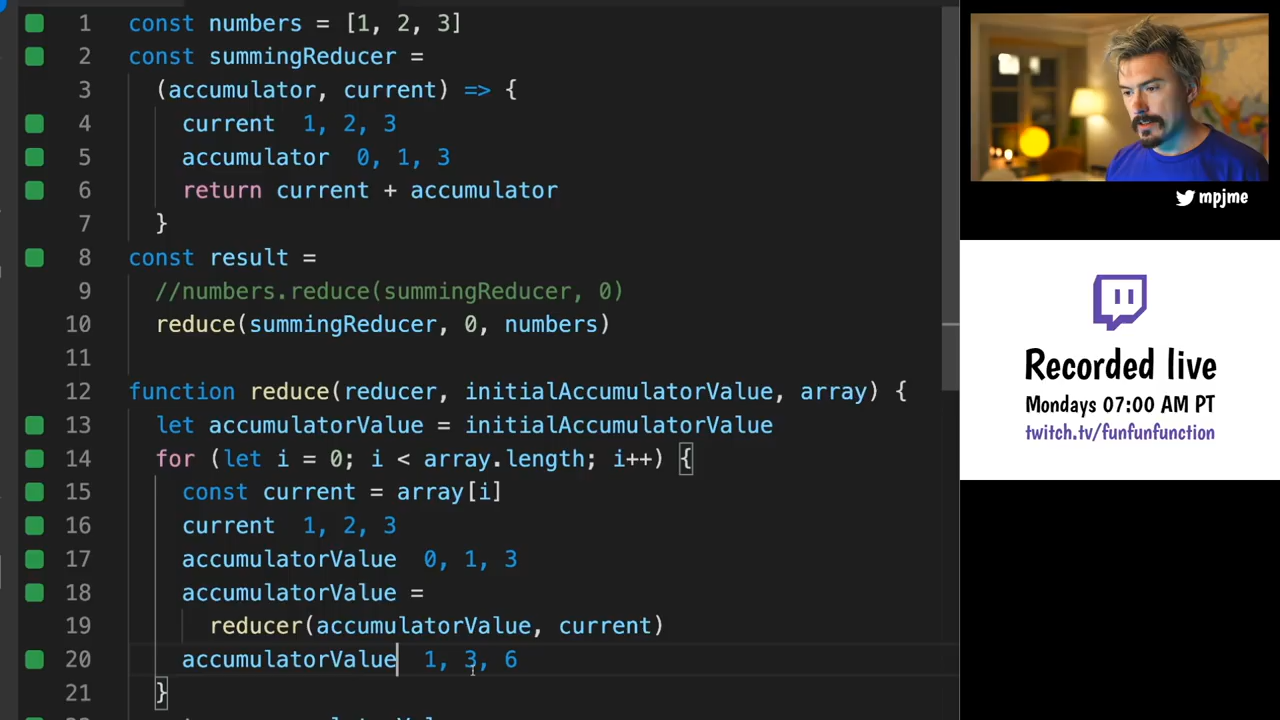 1 const numbers = [1, 2, 3]
2 const summingReducer =
3 (accumulator, current) => {
4 current 1, 2, 3
5 accumulator 0, 1, 3
6 return current + accumulator
7 }
8 const result =
9 //numbers.reduce(summingReducer, 0)
10 reduce(summingReducer, 0, numbers)
11
12 function reduce(reducer, initialAccumulatorValue, array) {
13 let accumulatorValue = initialAccumulatorValue
14 for (let i = 0; i < array.length; i++) {
15 const current = array[i]
16 current 1, 2, 3
17 accumulatorValue 0, 1, 3
18 accumulatorValue =
19 reducer(accumulatorValue, current)
20 accumulatorValue 1, 3, 6
21 }
mpjme
Recorded live
Mondays 07:00 AM PT
twitch.tv/funfunfunction